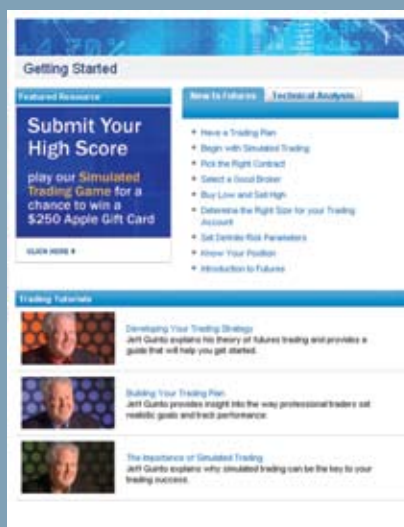 Getting Started
Featured Resource
Submit Your
High Score
play our Simulated
Trading Game for a
chance to win a
$250 Apple Gift Card
CLICK HERE
New to Futures
Technical Analysis
Have a Trading Plan
Begin with Simulated Trading
Pick the Right Contract
Select a Good Broker
Buy Low and Sell High
Determine the Right Size for your Trading
Account
Set Definite Risk Parameters
Know Your Position
Introduction to Futures
Trading Tutorials
Developing Your Trading Strategy
Jeff Quinto explains his theory of futures trading and provides a
guide that will help you get started.
Building Your Trading Plan
Jeff Quinto provides insight into the way professional traders set
realistic goals and track performance.
The Importance of Simulated Trading
Jeff Quinto explains why simulated trading can be the key to your
trading success.